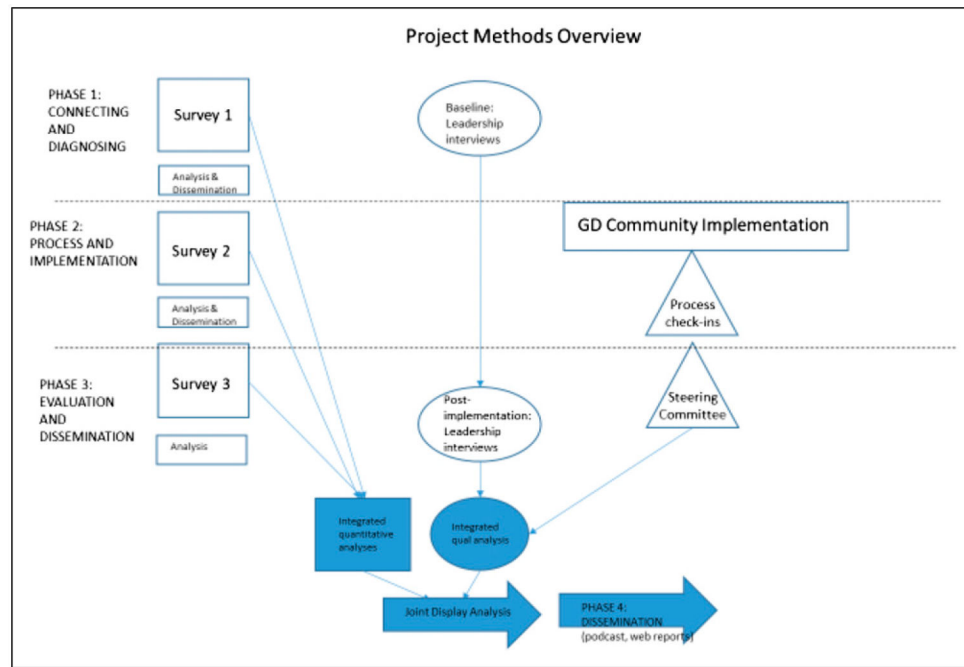 Project Methods Overview
PHASE 1:
CONNECTING
AND
DIAGNOSING
Survey 1
Baseline:
Leadership
interviews
Analysis &
Dissemination
PHASE 2:
PROCESS AND
IMPLEMENTATION
Survey 2
GD Community Implementation
Analysis &
Dissemination
Process
check-ins
PHASE 3:
EVALUATION
AND
DISSEMINATION
Survey 3
Post-
implementation:
Leadership
interviews
Steering
Committee
Analysis
Integrated
quantitative
analyses
Integrated
qual analysis
Joint Display Analysis
PHASE 4:
DISSEMINATION
(podcast, web reports)